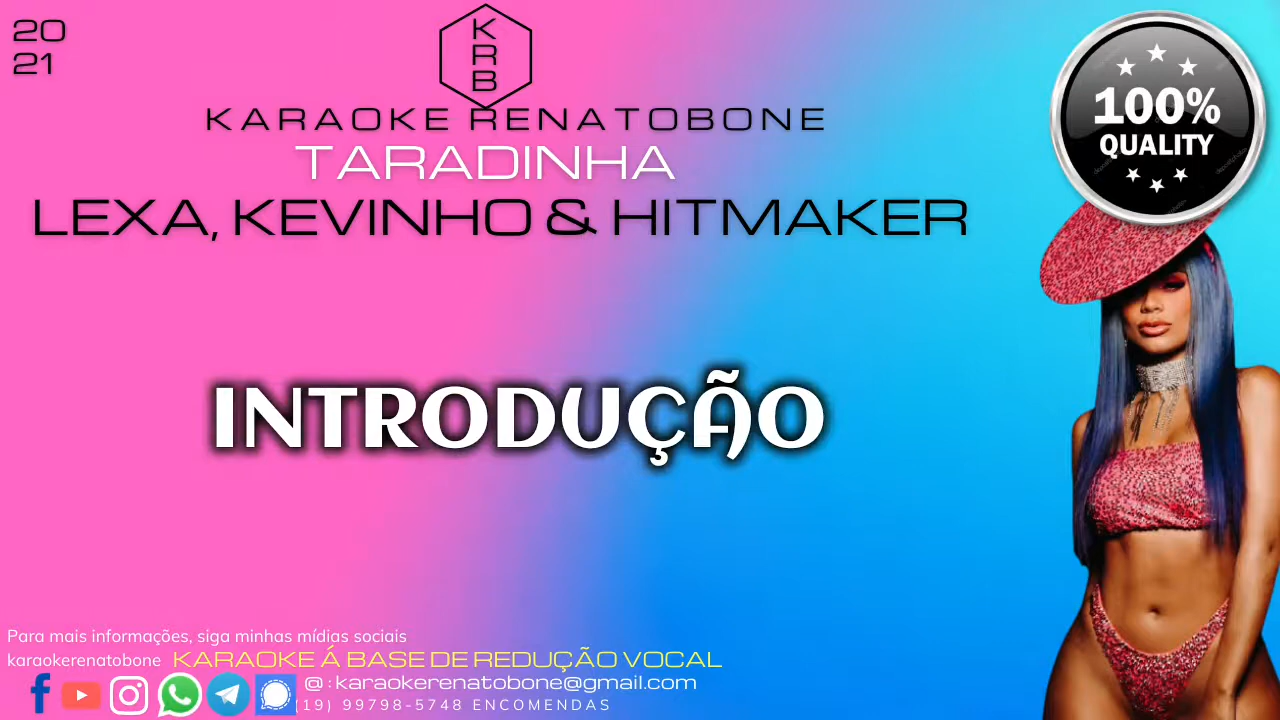 20
21
K
R
B
KARAOKE RENATOBONE
TARADINHA
LEXA, KEVINHO & HITMAKER
100%
QUALITY
INTRODUÇÃO
Para mais informações, siga minhas mídias sociais
karaokerenatobone
KARAOKE Á BASE DE REDUÇÃO VOCAL
@:karaokerenatobone@gmail.com
(19) 99798-5748 ENCOMENDAS